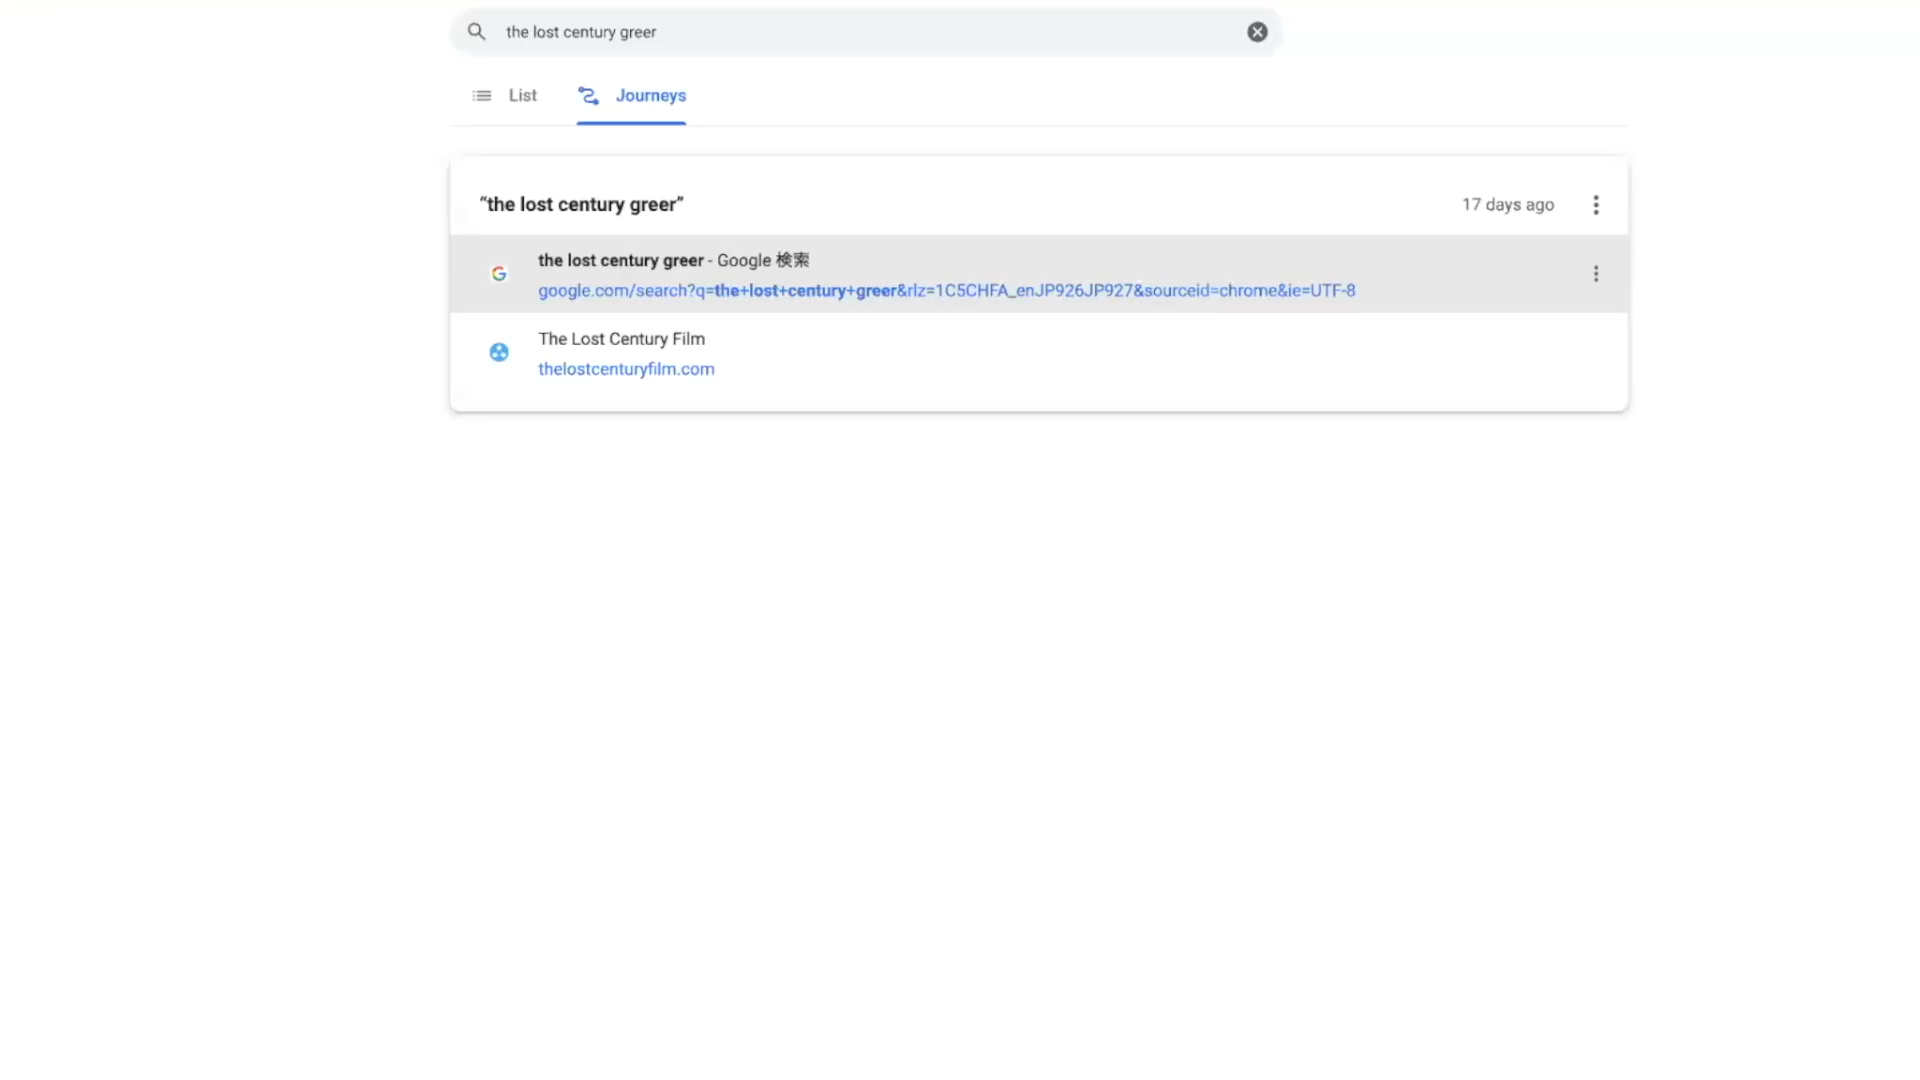 the lost century greer
List
Journeys
“the lost century greer”
17 days ago
the lost century greer - Google 検索
google.com/search?q=the+lost+century+greer&rlz=1C5CHFA_enJP926JP927&sourceid=chrome&ie=UTF-8
The Lost Century Film
thelostcenturyfilm.com